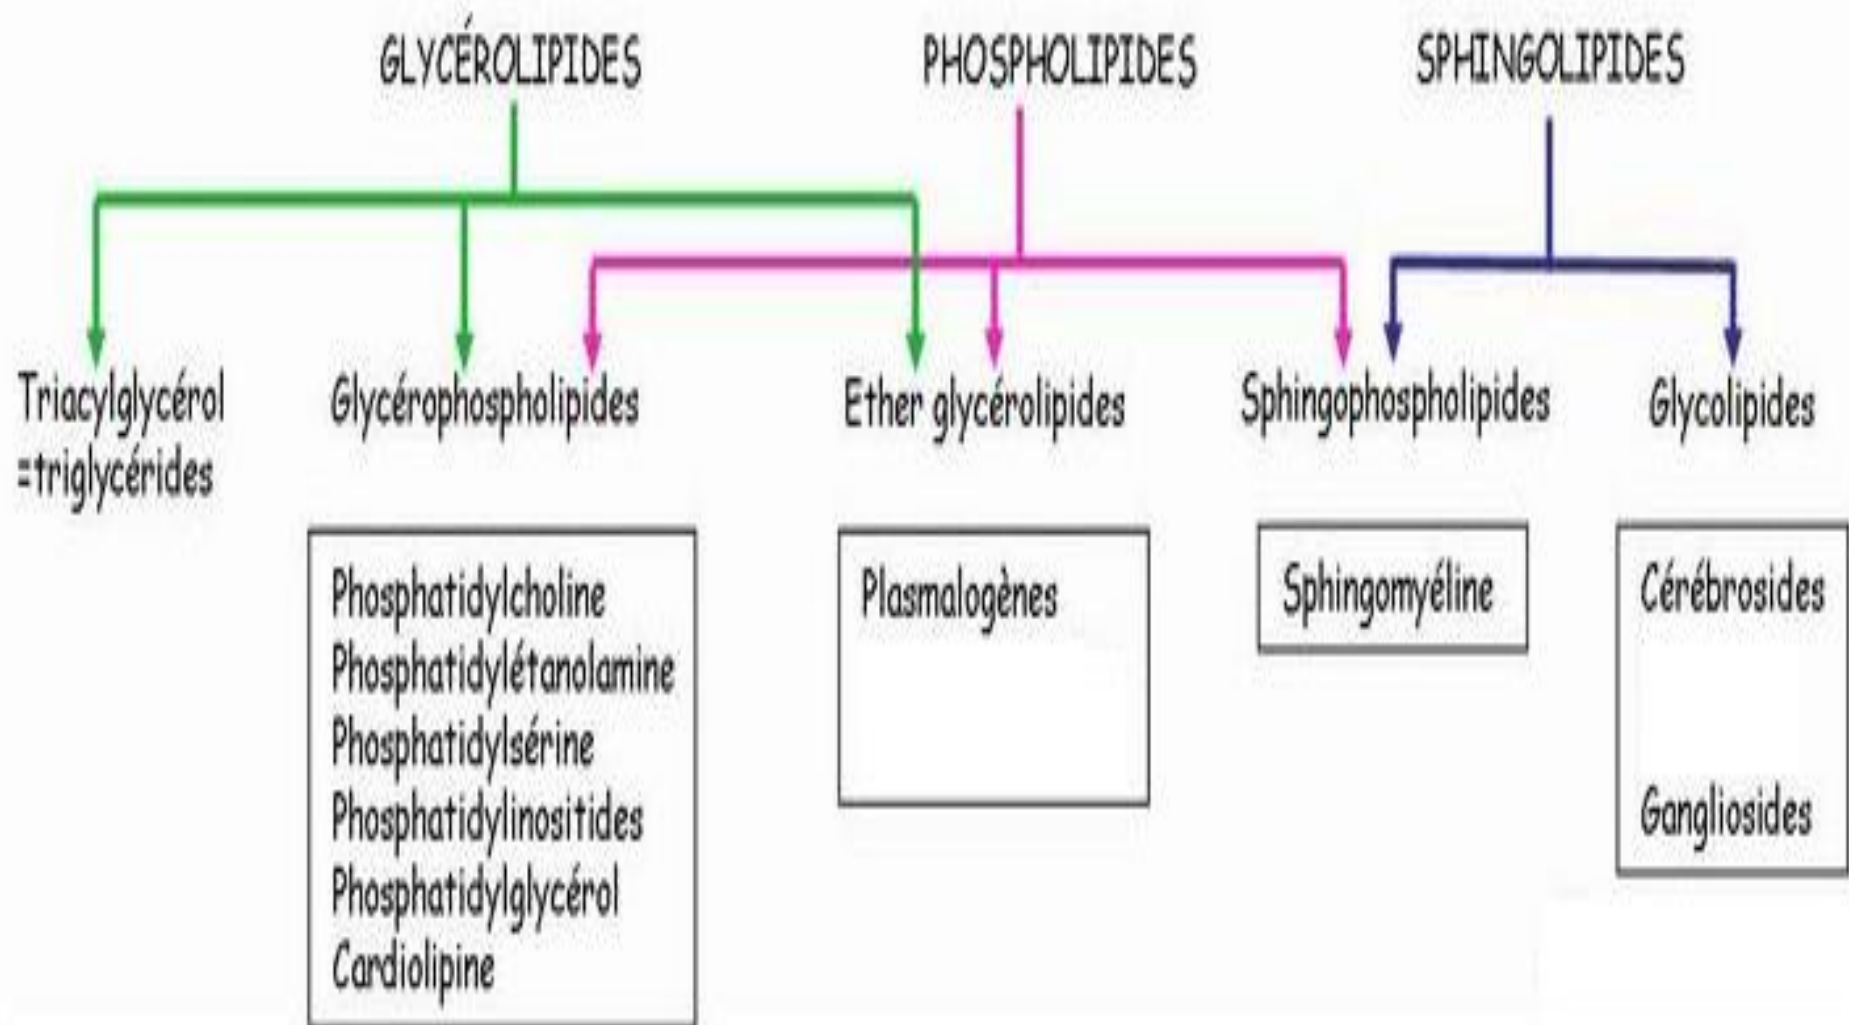 GLYCÉROLIPIDES
PHOSPHOLIPIDES
SPHINGOLIPIDES
Triacylglycérol
=triglycérides
Glycérophospholipides
Ether glycérolipides
Sphingophospholipides
Glycolipides
Phosphatidylcholine
Phosphatidylétanolamine
Phosphatidylsérine
Phosphatidylinositides
Phosphatidylglycérol
Cardiolipine
Plasmalogènes
Sphingomyéline
Cérébrosides
Gangliosides